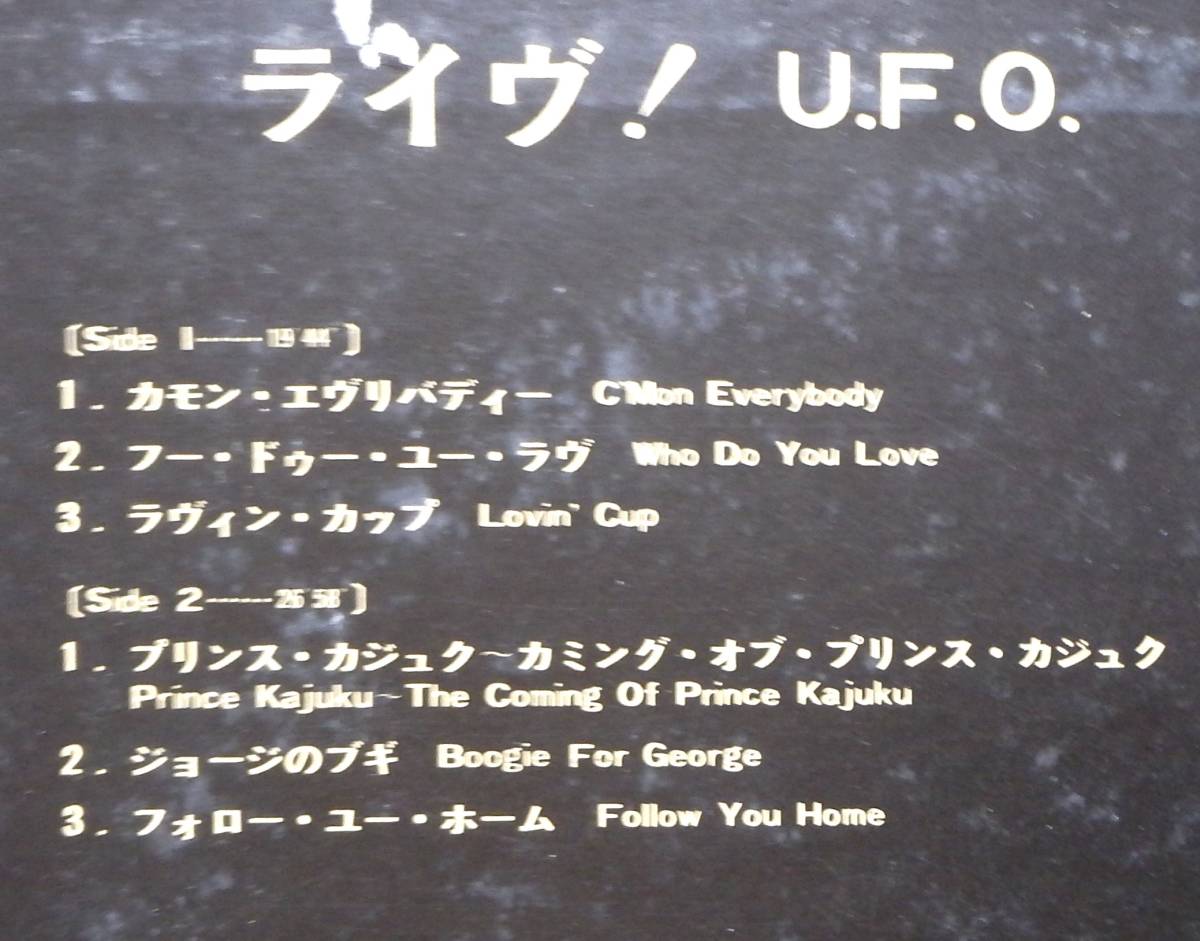 ライヴ! U.F.O.
〔Side 1……19′44″〕
1. カモン・エヴリバディー C'Mon Everybody
2. フー・ドゥー・ユー・ラヴ Who Do You Love
3. ラヴィン・カップ Lovin' Cup
〔Side 2……26′58″〕
1. プリンス・カジュク~カミング・オブ・プリンス・カジュク
Prince Kajuku~The Coming Of Prince Kajuku
2. ジョージのブギ Boogie For George
3. フォロー・ユー・ホーム Follow You Home